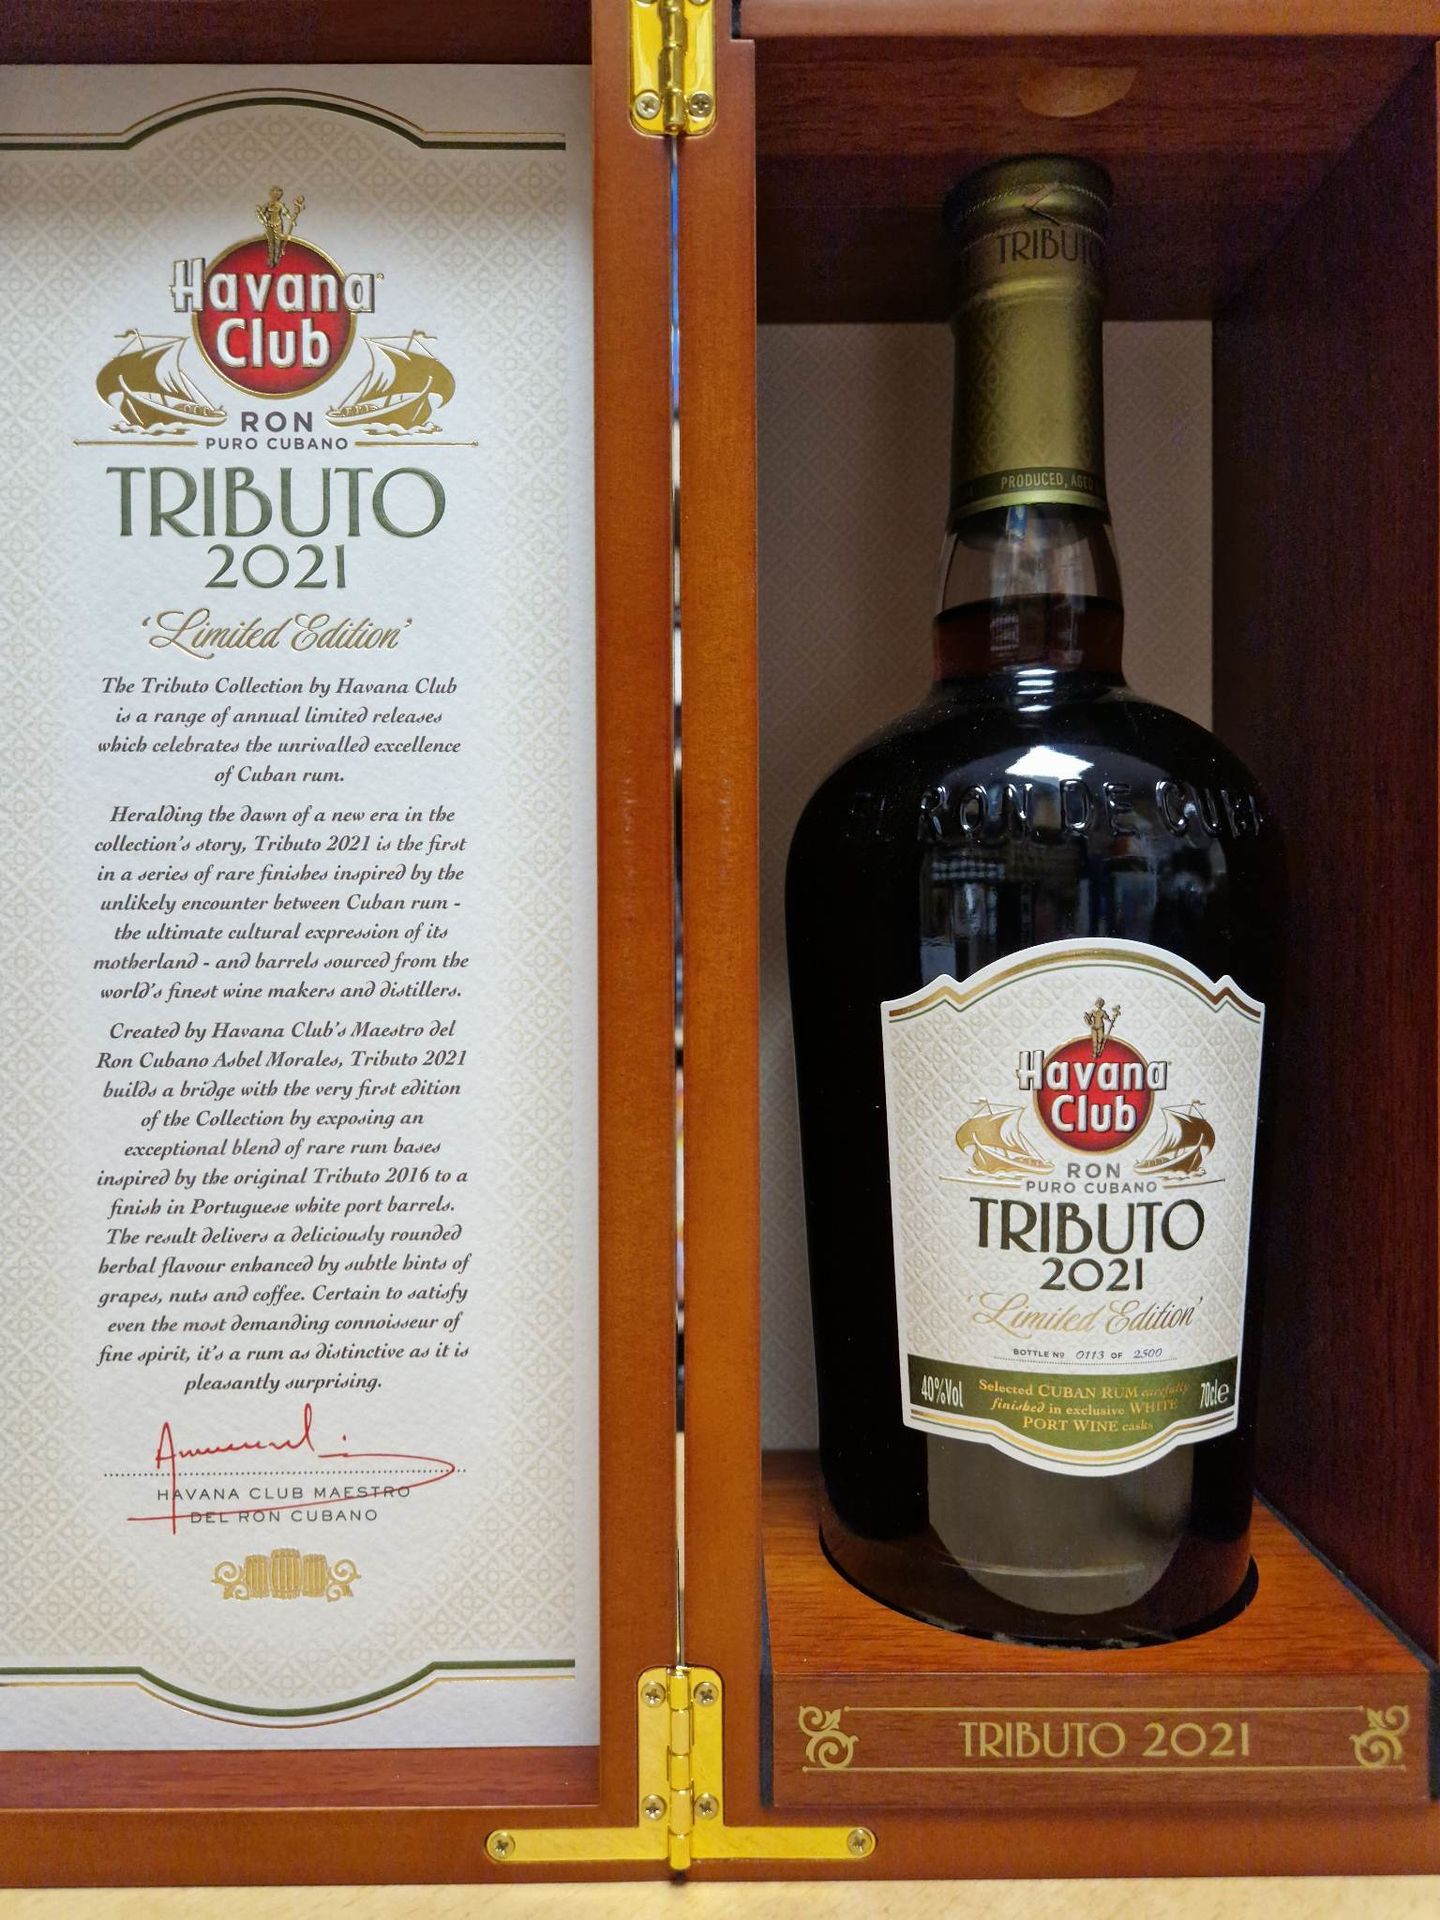 Havana
Club
RON
PURO CUBANO
TRIBUTO
2021
'Limited Edition'
The Tributo Collection by Havana Club
is a range of annual limited releases
which celebrates the unrivalled excellence
of Cuban rum.
Heralding the dawn of a new era in the
collection's story, Tributo 2021 is the first
in a series of rare finishes inspired by the
unlikely encounter between Cuban rum -
the ultimate cultural expression of its
motherland - and barrels sourced from the
world's finest wine makers and distillers.
Created by Havana Club's Maestro del
Ron Cubano Asbel Morales, Tributo 2021
builds a bridge with the very first edition
of the Collection by exposing an
exceptional blend of rare rum bases
inspired by the original Tributo 2016 to a
finish in Portuguese white port barrels.
The result delivers a deliciously rounded
herbal flavour enhanced by subtle hints of
grapes, nuts and coffee. Certain to satisfy
even the most demanding connoisseur of
fine spirit, it's a rum as distinctive as it is
pleasantly surprising.
HAVANA CLUB MAESTRO
DEL RON CUBANO
TRIBUTO
PRODUCED, AGED
RON DE CUBA
Havana
Club
RON
PURO CUBANO
TRIBUTO
2021
'Limited Edition'
BOTTLE Nº 0113 OF 2500
40%Vol
Selected CUBAN RUM carefully
finished in exclusive WHITE
PORT WINE casks
70cl e
TRIBUTO 2021